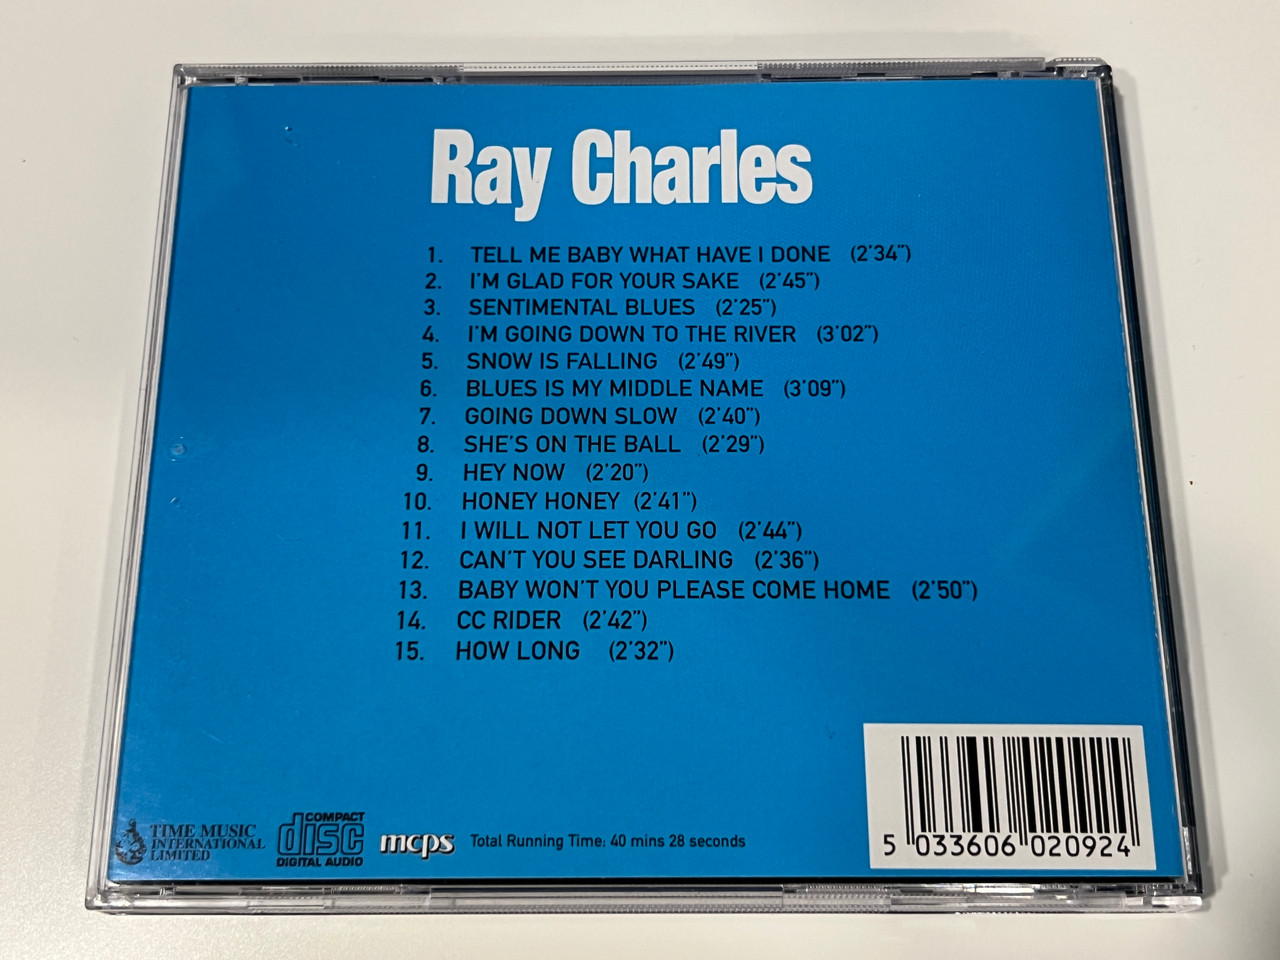 Ray Charles
1. TELL ME BABY WHAT HAVE I DONE (2'34")
2. I'M GLAD FOR YOUR SAKE (2'45")
3. SENTIMENTAL BLUES (2'25")
4. I'M GOING DOWN TO THE RIVER (3'02")
5. SNOW IS FALLING (2'49")
6. BLUES IS MY MIDDLE NAME (3'09")
7. GOING DOWN SLOW (2'40")
8. SHE'S ON THE BALL (2'29")
9. HEY NOW (2'20")
10. HONEY HONEY (2'41")
11. I WILL NOT LET YOU GO (2'44")
12. CAN'T YOU SEE DARLING (2'36")
13. BABY WON'T YOU PLEASE COME HOME (2'50")
14. CC RIDER (2'42")
15. HOW LONG (2'32")
TIME MUSIC
INTERNATIONAL
LIMITED
COMPACT
disc
DIGITAL AUDIO
mcps
Total Running Time: 40 mins 28 seconds
5 033606 020924